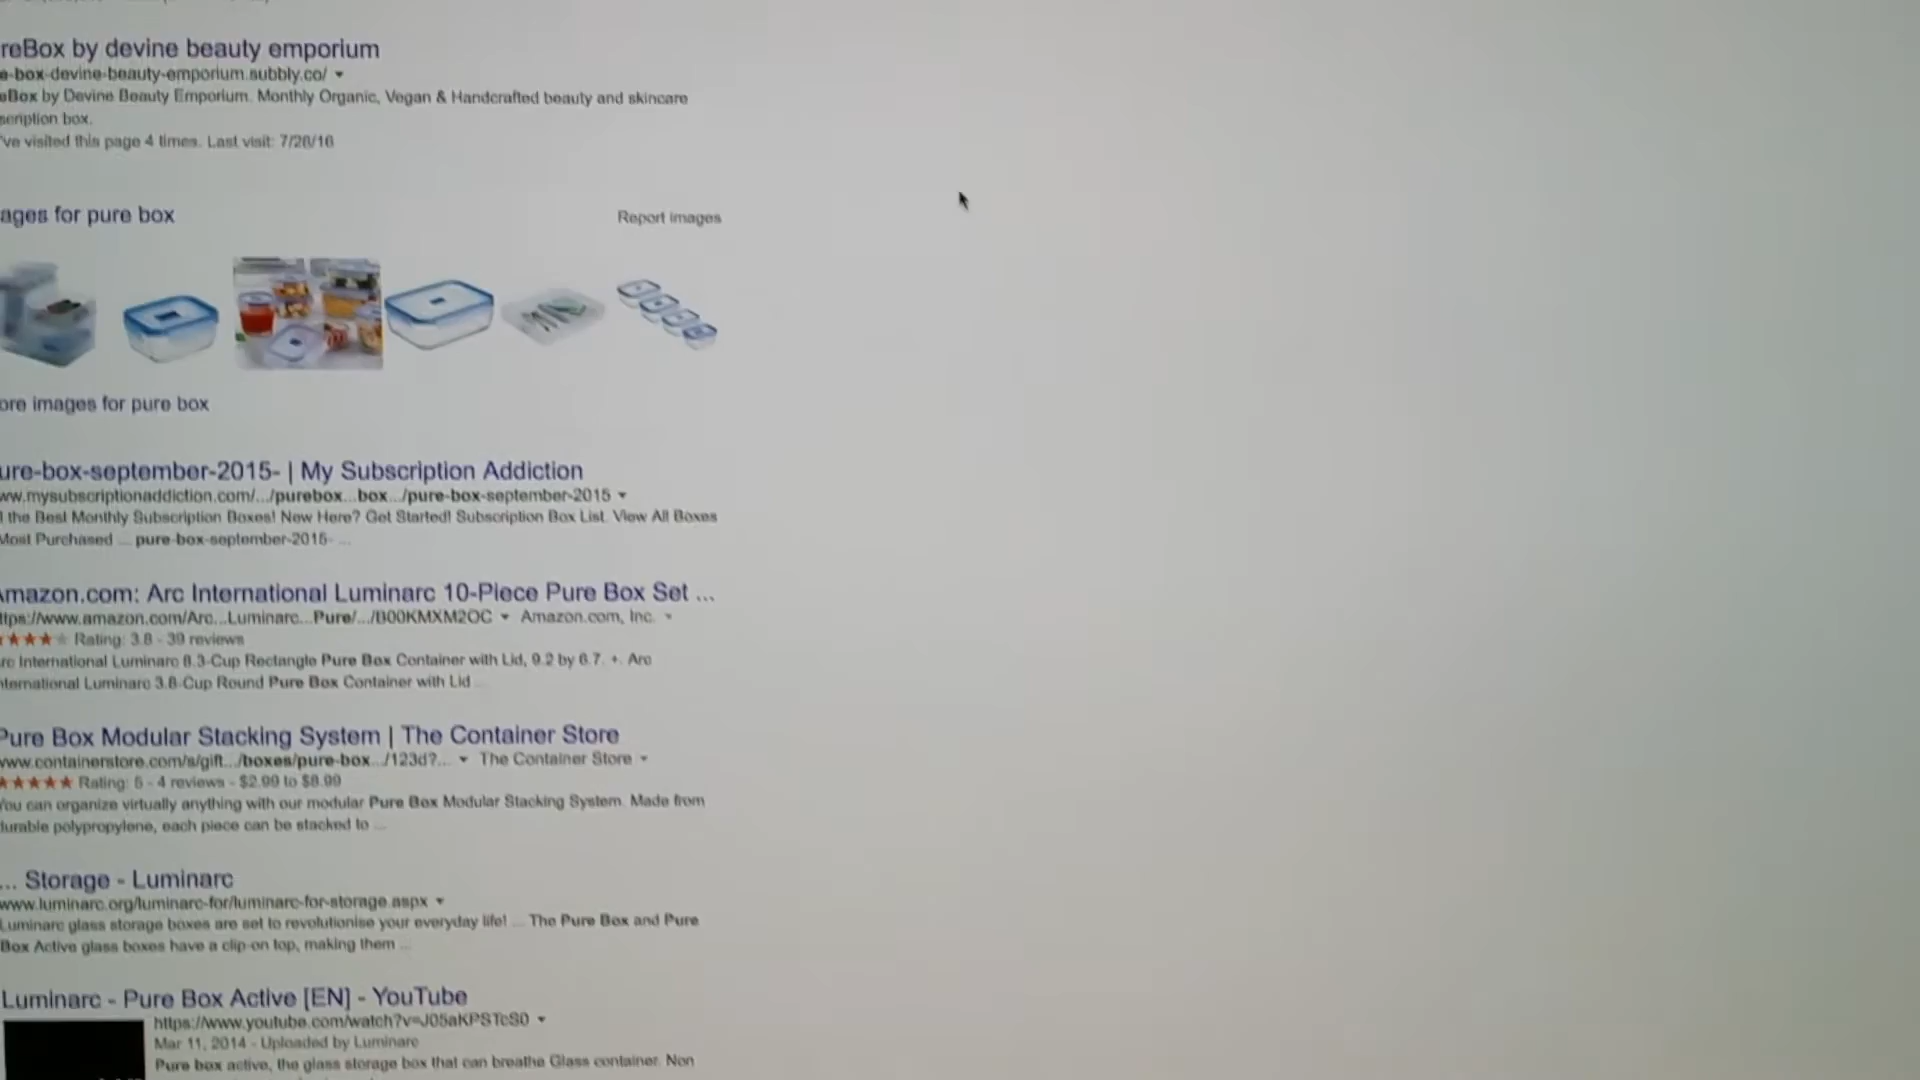 reBox by devine beauty emporium
e-box-devine-beauty-emporium.subbly.co/
eBox by Devine Beauty Emporium. Monthly Organic, Vegan & Handcrafted beauty and skincare
scription box.
've visited this page 4 times. Last visit: 7/26/16
ages for pure box
Report images
ore images for pure box
ure-box-september-2015- | My Subscription Addiction
ww.mysubscriptionaddiction.com/.../purebox...box.../pure-box-september-2015
l the Best Monthly Subscription Boxes! New Here? Get Started! Subscription Box List. View All Boxes
Most Purchased ... pure-box-september-2015- ...
Amazon.com: Arc International Luminarc 10-Piece Pure Box Set ...
ttps://www.amazon.com/Arc...Luminarc...Pure/.../B00KMXM2OC Amazon.com, Inc.
Rating: 3.8 - 39 reviews
rc International Luminarc 8.3-Cup Rectangle Pure Box Container with Lid, 9.2 by 6.7. +. Arc
nternational Luminarc 3.8-Cup Round Pure Box Container with Lid ...
Pure Box Modular Stacking System | The Container Store
www.containerstore.com/s/gift.../boxes/pure-box.../123d?... The Container Store
Rating: 5 - 4 reviews - $2.99 to $8.99
You can organize virtually anything with our modular Pure Box Modular Stacking System. Made from
durable polypropylene, each piece can be stacked to ...
... Storage - Luminarc
www.luminarc.org/luminarc-for/luminarc-for-storage.aspx
Luminarc glass storage boxes are set to revolutionise your everyday life! ... The Pure Box and Pure
Box Active glass boxes have a clip-on top, making them ...
Luminarc - Pure Box Active [EN] - YouTube
https://www.youtube.com/watch?v=J05aKPSTcS0
Mar 11, 2014 - Uploaded by Luminarc
Pure box active, the glass storage box that can breathe Glass container. Non